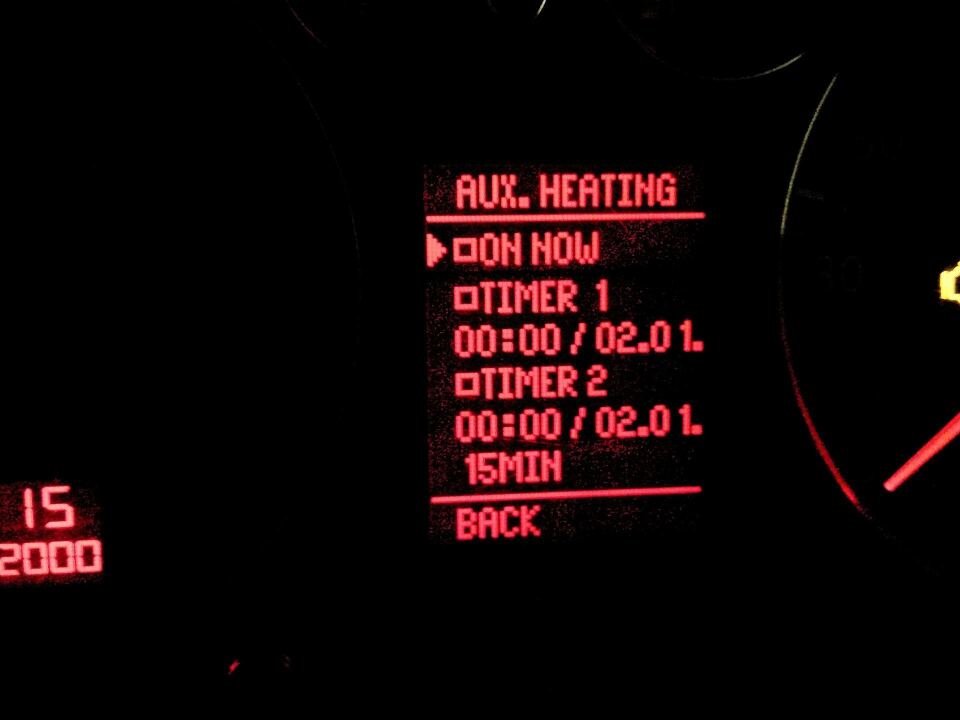 AUX. HEATING
ON NOW
TIMER 1
00:00 / 02.01.
TIMER 2
00:00 / 02.01.
15MIN
BACK
15
2000